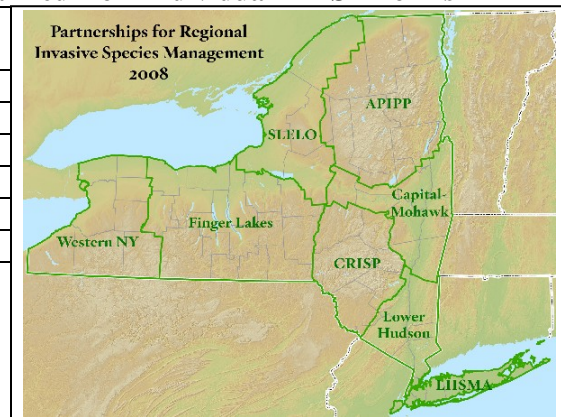 Partnerships for Regional
Invasive Species Management
2008
APIPP
SLELO
Capital-
Mohawk
Finger Lakes
Western NY
CRISP
Lower
Hudson
LIISMA